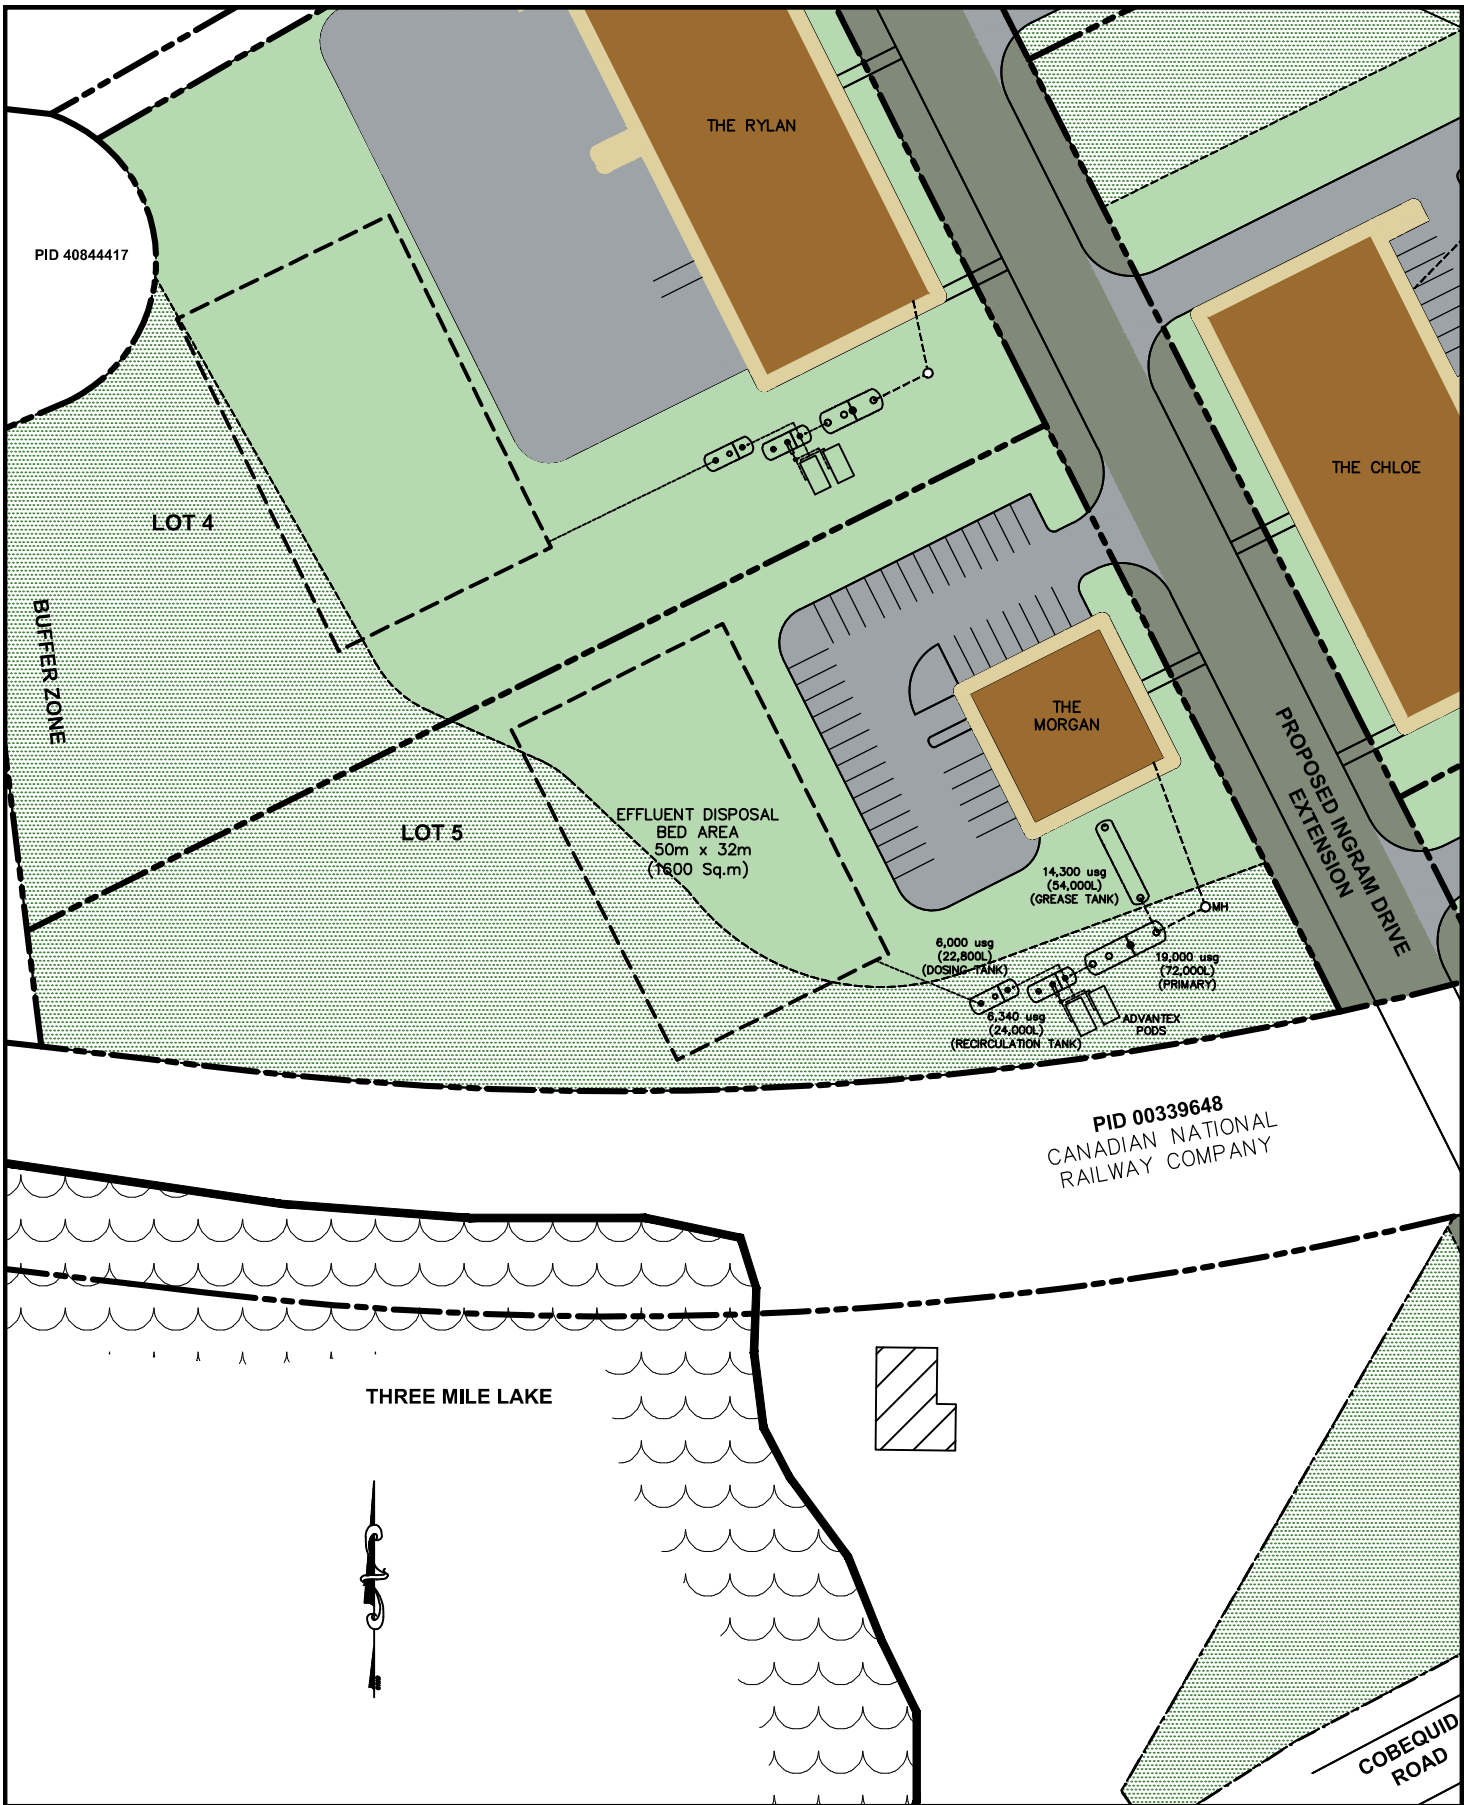 THE RYLAN
PID 40844417
THE CHLOE
LOT 4
BUFFER ZONE
THE
MORGAN
PROPOSED INGRAM DRIVE
EXTENSION
LOT 5
EFFLUENT DISPOSAL
BED AREA
50m x 32m
(1600 Sq.m)
14,300 usg
(54,000L)
(GREASE TANK)
MH
6,000 usg
(22,800L)
(DOSING TANK)
19,000 usg
(72,000L)
(PRIMARY)
6,340 usg
(24,000L)
(RECIRCULATION TANK)
ADVANTEX
PODS
PID 00339648
CANADIAN NATIONAL
RAILWAY COMPANY
THREE MILE LAKE
COBEQUID
ROAD